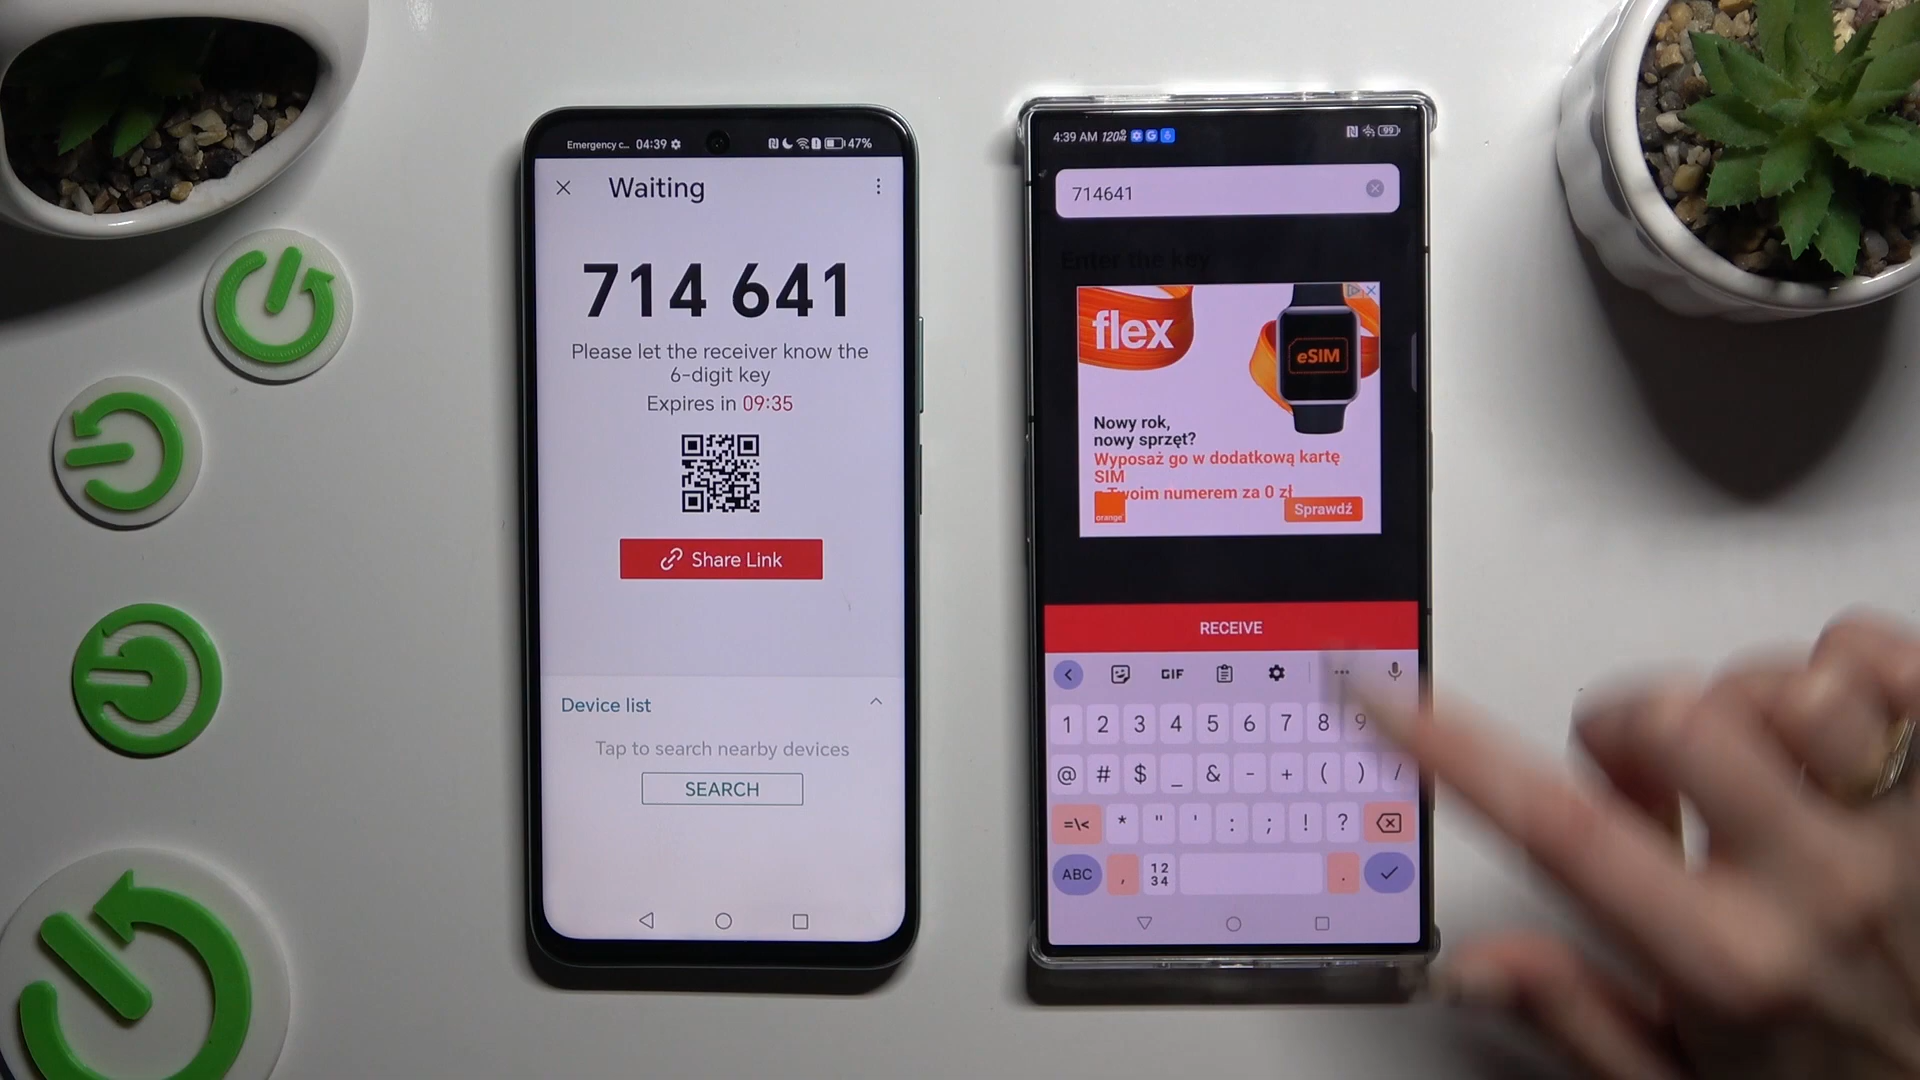 Emergency c... 04:39 47%
Waiting
714 641
Please let the receiver know the
6-digit key
Expires in 09:35
Share Link
Device list
Tap to search nearby devices
SEARCH
4:39 AM 120 99
714641
Enter the key
flex
eSIM
Nowy rok,
nowy sprzęt?
Wyposaż go w dodatkową kartę
SIM
z Twoim numerem za 0 zł
orange
Sprawdź
RECEIVE
GIF
1 2 3 4 5 6 7 8 9
@ # $ _ & - + ( ) /
=\< * " ' : ; ! ?
ABC , 12 34 .